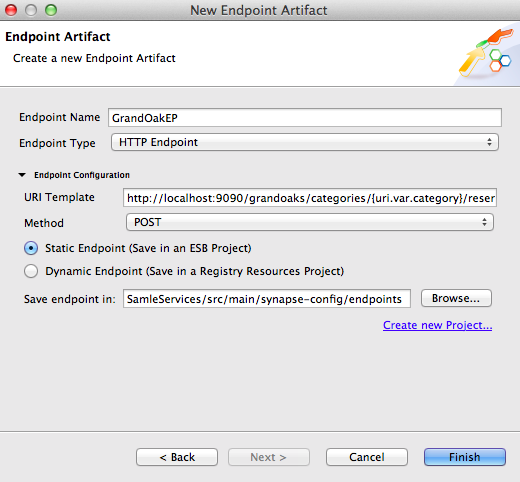 New Endpoint Artifact
Endpoint Artifact
Create a new Endpoint Artifact
Endpoint Name GrandOakEP
Endpoint Type HTTP Endpoint
Endpoint Configuration
URI Template http://localhost:9090/grandoaks/categories/{uri.var.category}/reser
Method POST
Static Endpoint (Save in an ESB Project)
Dynamic Endpoint (Save in a Registry Resources Project)
Save endpoint in: SamleServices/src/main/synapse-config/endpoints Browse...
Create new Project...
< Back Next > Cancel Finish